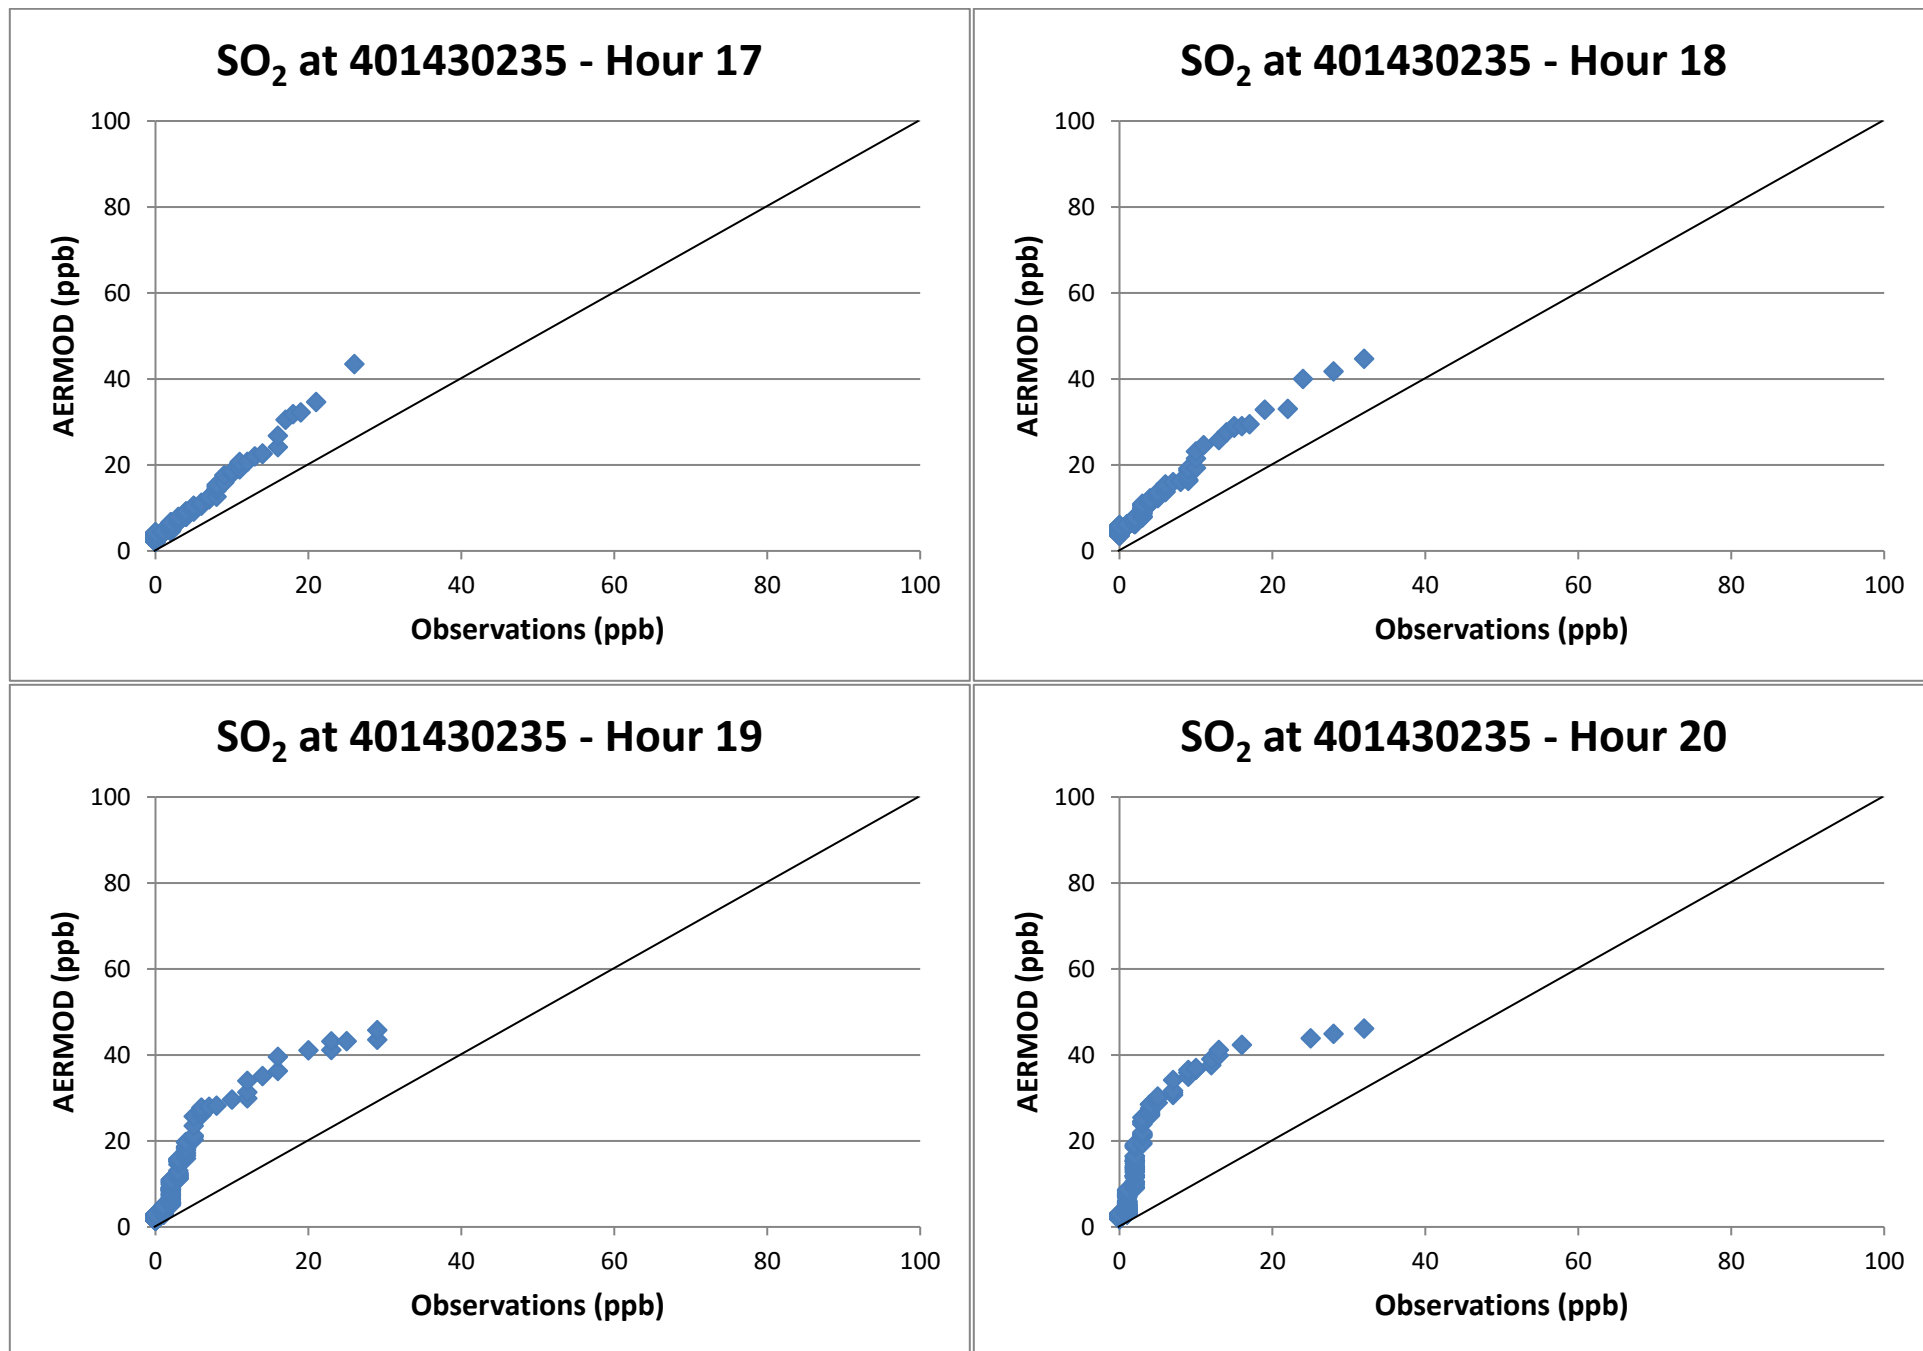 SO₂ at 401430235 - Hour 17
100
80
60
40
20
0
AERMOD (ppb)
0 20 40 60 80 100
Observations (ppb)
SO₂ at 401430235 - Hour 18
100
80
60
40
20
0
AERMOD (ppb)
0 20 40 60 80 100
Observations (ppb)
SO₂ at 401430235 - Hour 19
100
80
60
40
20
0
AERMOD (ppb)
0 20 40 60 80 100
Observations (ppb)
SO₂ at 401430235 - Hour 20
100
80
60
40
20
0
AERMOD (ppb)
0 20 40 60 80 100
Observations (ppb)